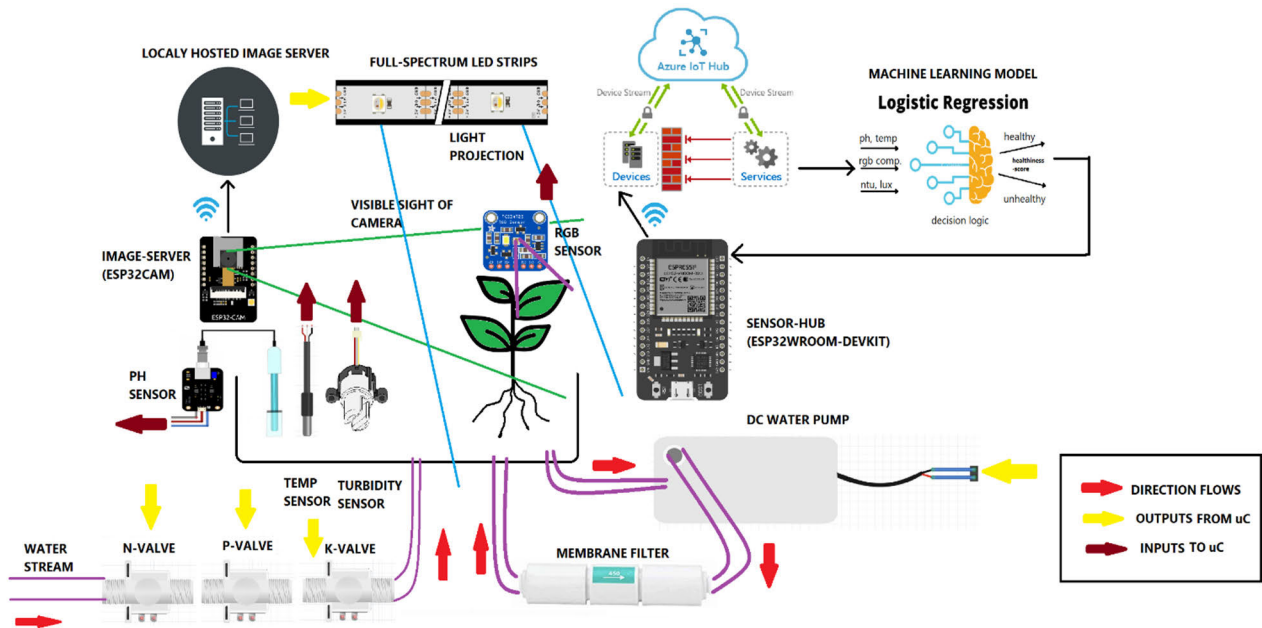 LOCALY HOSTED IMAGE SERVER
FULL-SPECTRUM LED STRIPS
LIGHT
PROJECTION
Azure IoT Hub
Device Stream
Device Stream
Devices
Services
MACHINE LEARNING MODEL
Logistic Regression
ph, temp
rgb comp.
ntu, lux
healthy
healthiness
-score
unhealthy
decision logic
VISIBLE SIGHT OF
CAMERA
RGB
SENSOR
IMAGE-SERVER
(ESP32CAM)
ESP32-CAM
ESPRESSIF
SENSOR-HUB
(ESP32WROOM-DEVKIT)
PH
SENSOR
DC WATER PUMP
TEMP
SENSOR
TURBIDITY
SENSOR
WATER
STREAM
N-VALVE
P-VALVE
K-VALVE
MEMBRANE FILTER
DIRECTION FLOWS
OUTPUTS FROM uC
INPUTS TO uC